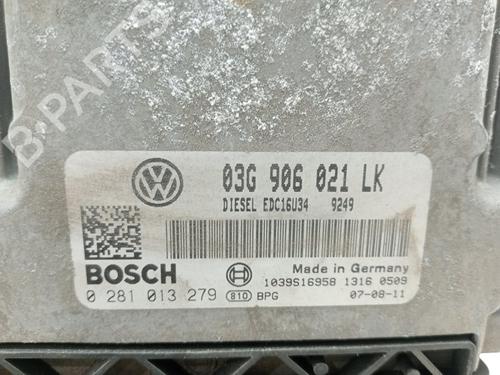 B-PARTS
03G 906 021 LK
DIESEL EDC16U34 9249
BOSCH
Made in Germany
1039S16958 1316 0509
0 281 013 279 810 BPG 07-08-11